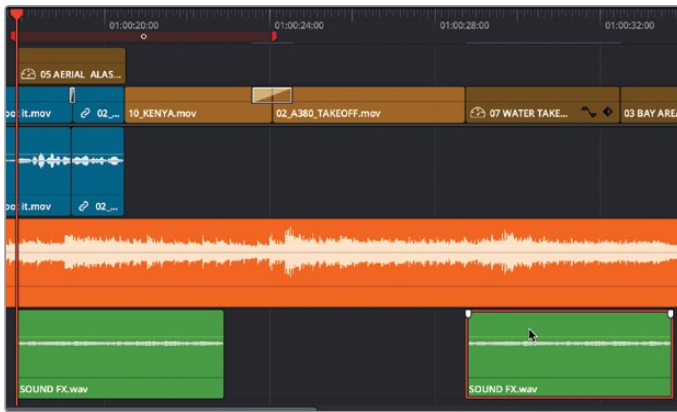 01:00:20:00 01:00:24:00 01:00:28:00 01:00:32:00
05 AERIAL ALAS...
it.mov 02_... 10_KENYA.mov 02_A380_TAKEOFF.mov 07 WATER TAKE... 03 BAY ARE
it.mov 02_...
SOUND FX.wav SOUND FX.wav